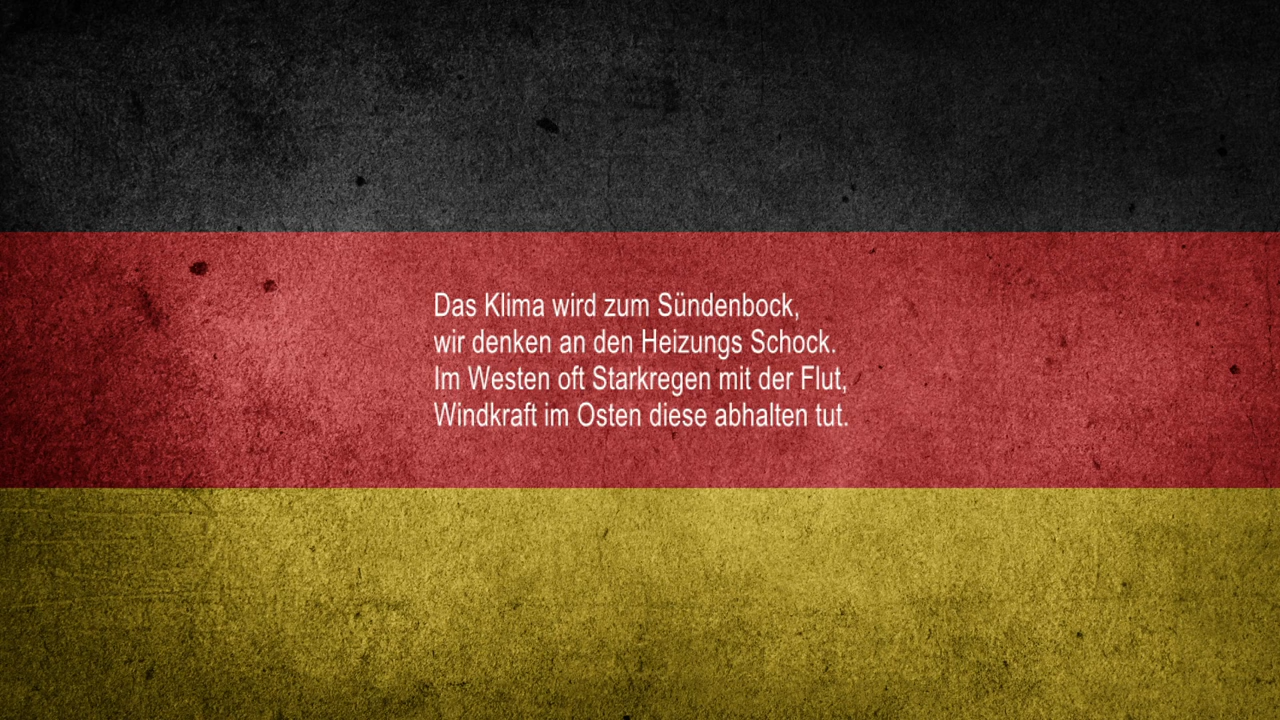 Das Klima wird zum Sündenbock,
wir denken an den Heizungs Schock.
Im Westen oft Starkregen mit der Flut,
Windkraft im Osten diese abhalten tut.